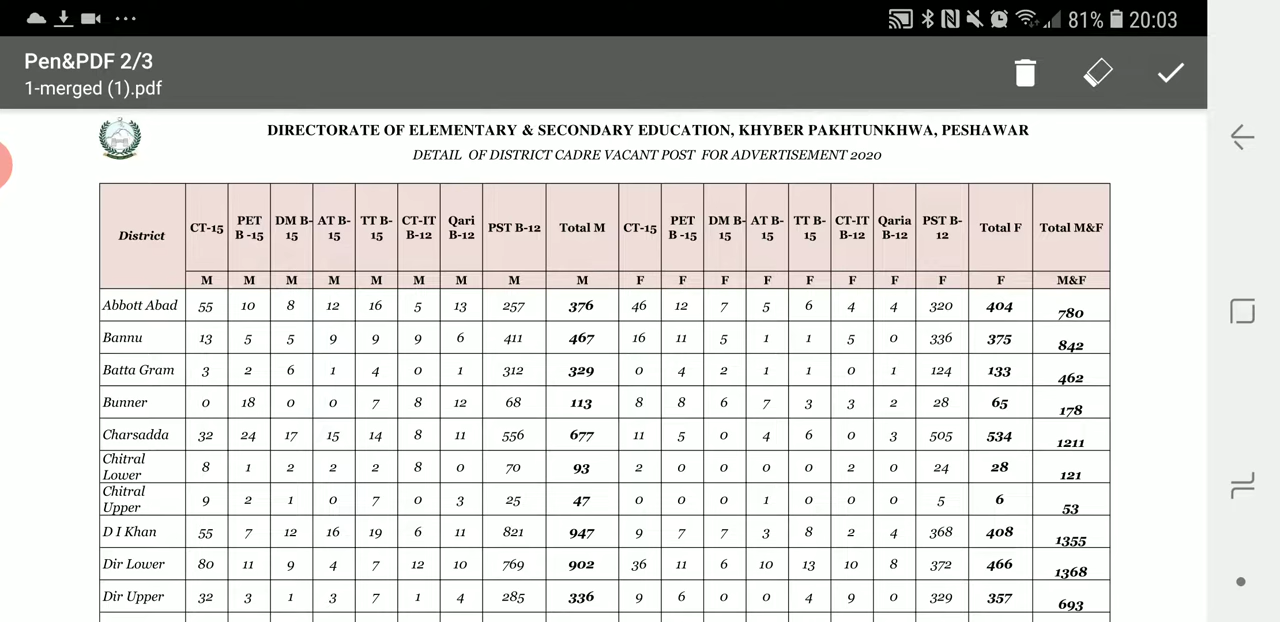 81% 20:03
Pen&PDF 2/3
1-merged (1).pdf
DIRECTORATE OF ELEMENTARY & SECONDARY EDUCATION, KHYBER PAKHTUNKHWA, PESHAWAR
DETAIL OF DISTRICT CADRE VACANT POST FOR ADVERTISEMENT 2020
District CT-15 PET B -15 DM B-15 AT B-15 TT B-15 CT-IT B-12 Qari B-12 PST B-12 Total M CT-15 PET B -15 DM B-15 AT B-15 TT B-15 CT-IT B-12 Qaria B-12 PST B-12 Total F Total M&F
M M M M M M M M M F F F F F F F F F M&F
Abbott Abad 55 10 8 12 16 5 13 257 376 46 12 7 5 6 4 4 320 404 780
Bannu 13 5 5 9 9 9 6 411 467 16 11 5 1 1 5 0 336 375 842
Batta Gram 3 2 6 1 4 0 1 312 329 0 4 2 1 1 0 1 124 133 462
Bunner 0 18 0 0 7 8 12 68 113 8 8 6 7 3 3 2 28 65 178
Charsadda 32 24 17 15 14 8 11 556 677 11 5 0 4 6 0 3 505 534 1211
Chitral Lower 8 1 2 2 2 8 0 70 93 2 0 0 0 0 2 0 24 28 121
Chitral Upper 9 2 1 0 7 0 3 25 47 0 0 0 1 0 0 0 5 6 53
D I Khan 55 7 12 16 19 6 11 821 947 9 7 7 3 8 2 4 368 408 1355
Dir Lower 80 11 9 4 7 12 10 769 902 36 11 6 10 13 10 8 372 466 1368
Dir Upper 32 3 1 3 7 1 4 285 336 9 6 0 0 4 9 0 329 357 693